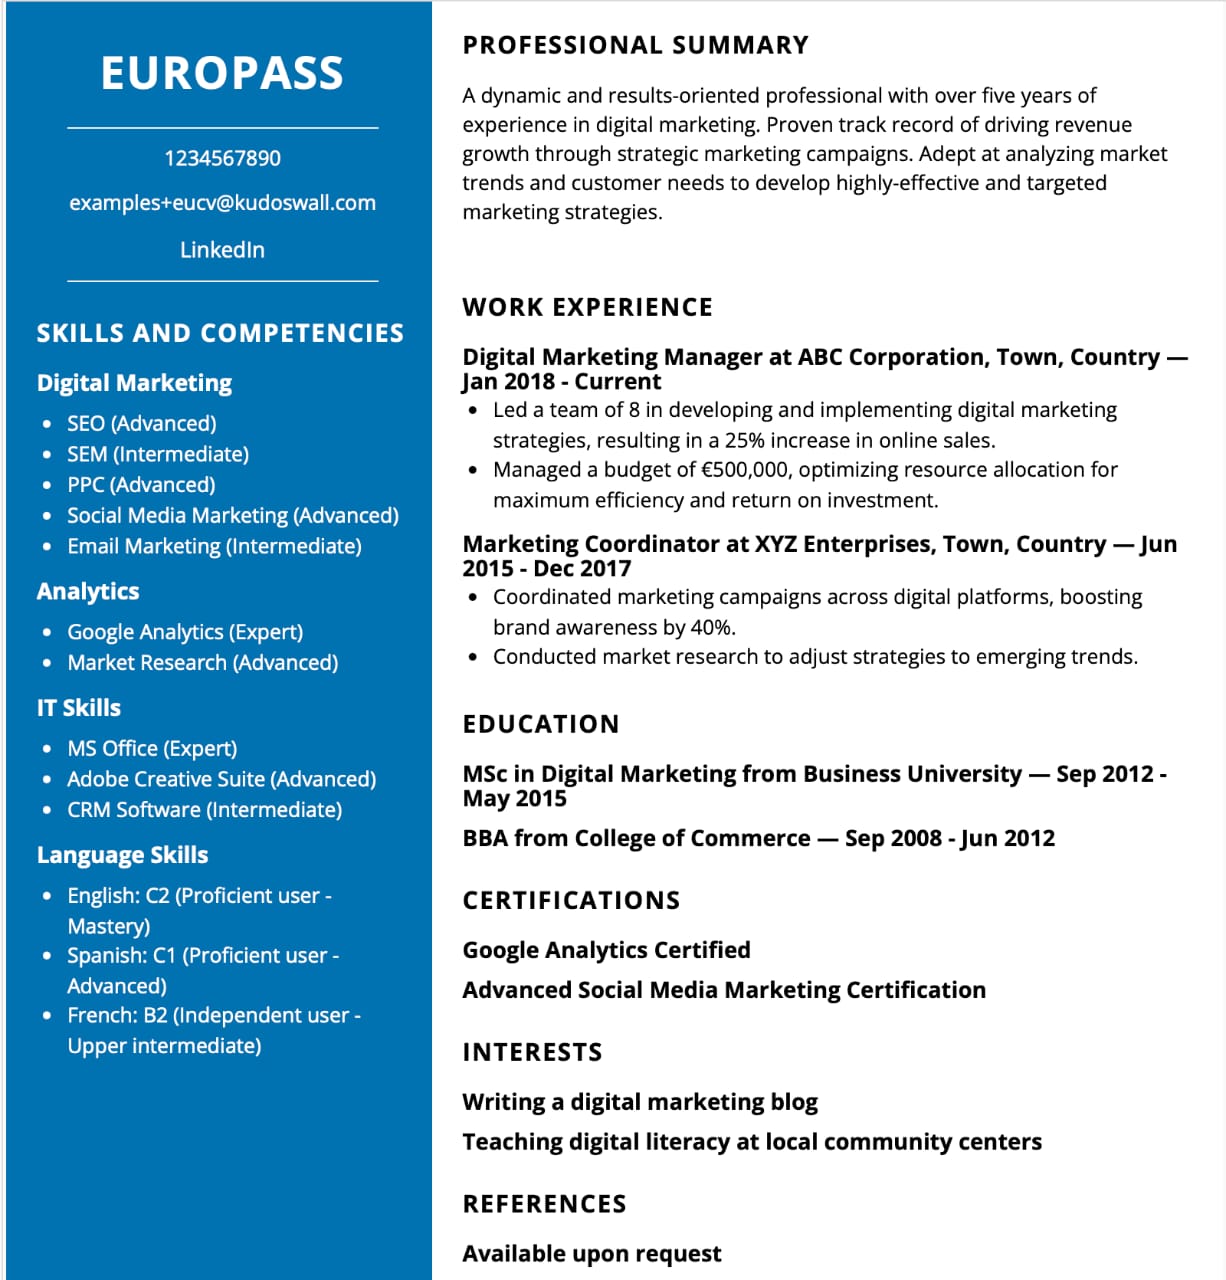 EUROPASS
1234567890
examples+eucv@kudoswall.com
LinkedIn
SKILLS AND COMPETENCIES
Digital Marketing
• SEO (Advanced)
• SEM (Intermediate)
• PPC (Advanced)
• Social Media Marketing (Advanced)
• Email Marketing (Intermediate)
Analytics
• Google Analytics (Expert)
• Market Research (Advanced)
IT Skills
• MS Office (Expert)
• Adobe Creative Suite (Advanced)
• CRM Software (Intermediate)
Language Skills
• English: C2 (Proficient user -
Mastery)
• Spanish: C1 (Proficient user -
Advanced)
• French: B2 (Independent user -
Upper intermediate)
PROFESSIONAL SUMMARY
A dynamic and results-oriented professional with over five years of
experience in digital marketing. Proven track record of driving revenue
growth through strategic marketing campaigns. Adept at analyzing market
trends and customer needs to develop highly-effective and targeted
marketing strategies.
WORK EXPERIENCE
Digital Marketing Manager at ABC Corporation, Town, Country —
Jan 2018 - Current
• Led a team of 8 in developing and implementing digital marketing
strategies, resulting in a 25% increase in online sales.
• Managed a budget of €500,000, optimizing resource allocation for
maximum efficiency and return on investment.
Marketing Coordinator at XYZ Enterprises, Town, Country — Jun
2015 - Dec 2017
• Coordinated marketing campaigns across digital platforms, boosting
brand awareness by 40%.
• Conducted market research to adjust strategies to emerging trends.
EDUCATION
MSc in Digital Marketing from Business University — Sep 2012 -
May 2015
BBA from College of Commerce — Sep 2008 - Jun 2012
CERTIFICATIONS
Google Analytics Certified
Advanced Social Media Marketing Certification
INTERESTS
Writing a digital marketing blog
Teaching digital literacy at local community centers
REFERENCES
Available upon request